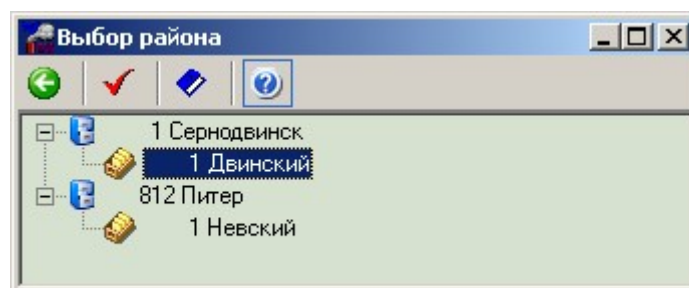 Выбор района
1 Сернодвинск
1 Двинский
812 Питер
1 Невский